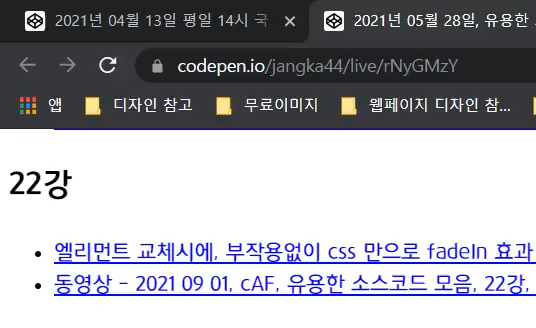 2021년 04월 13일 평일 14시 국
2021년 05월 28일, 유용한
codepen.io/jangka44/live/rNyGMzY
앱 디자인 참고 무료이미지 웹페이지 디자인 참...
22강
엘리먼트 교체시에, 부작용없이 css 만으로 fadeIn 효과
동영상 - 2021 09 01, cAF, 유용한 소스코드 모음, 22강,